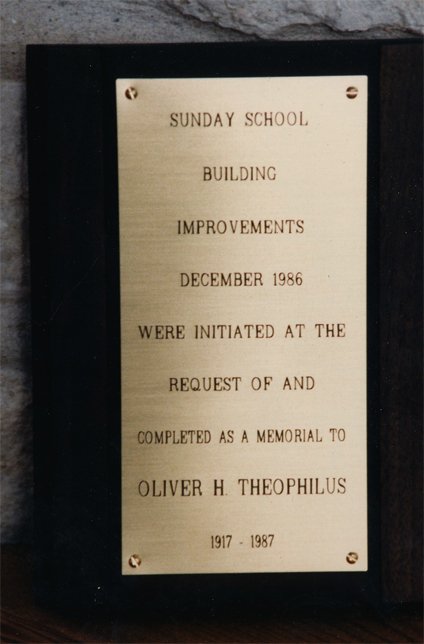 SUNDAY SCHOOL
BUILDING
IMPROVEMENTS
DECEMBER 1986
WERE INITIATED AT THE
REQUEST OF AND
COMPLETED AS A MEMORIAL TO
OLIVER H. THEOPHILUS
1917 - 1987